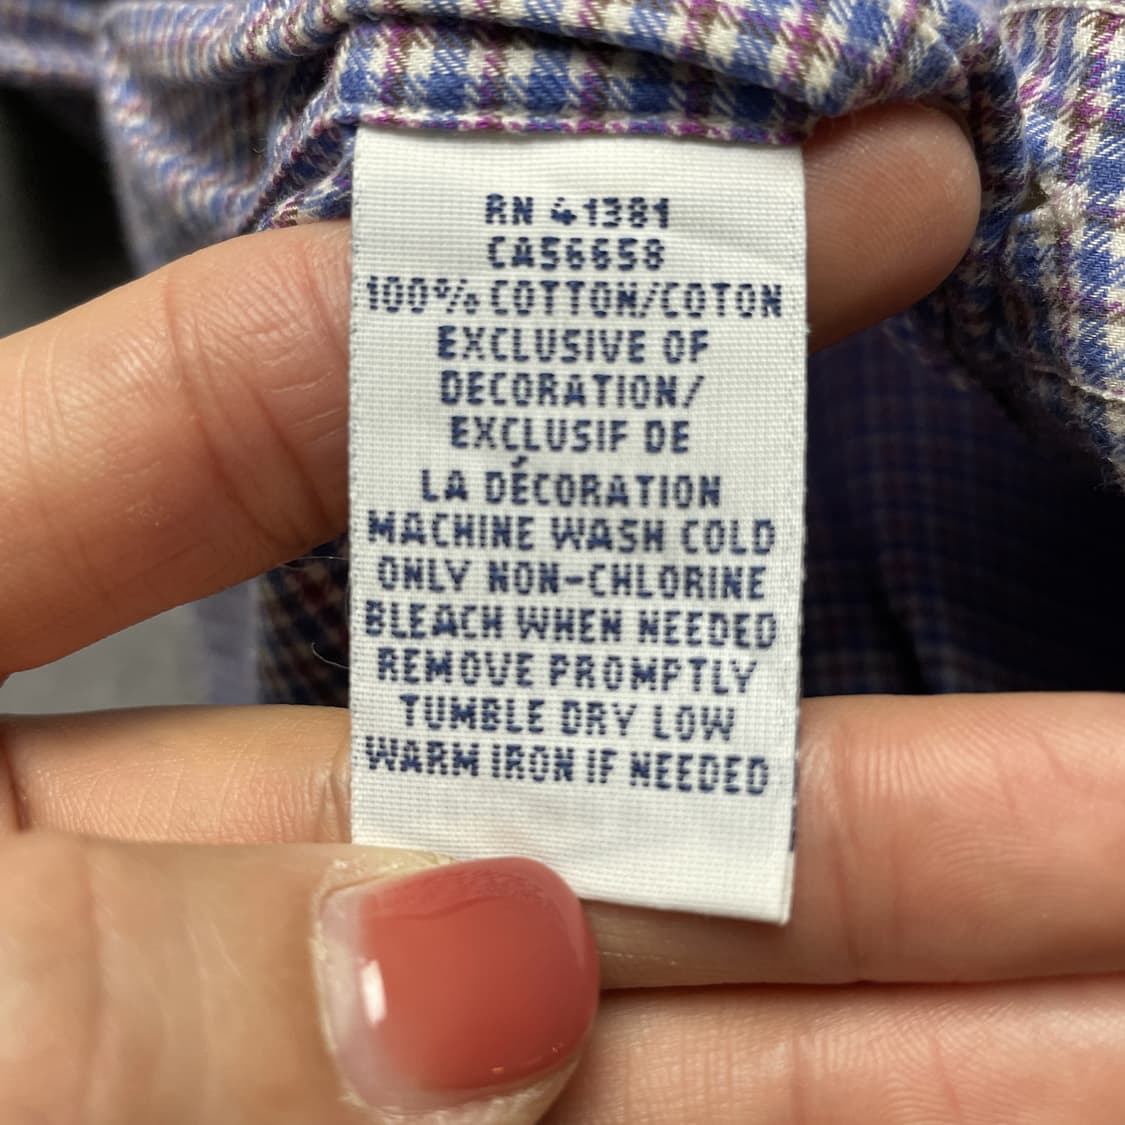 RN 41381
CA56658
100% COTTON/COTON
EXCLUSIVE OF
DECORATION/
EXCLUSIF DE
LA DÉCORATION
MACHINE WASH COLD
ONLY NON-CHLORINE
BLEACH WHEN NEEDED
REMOVE PROMPTLY
TUMBLE DRY LOW
WARM IRON IF NEEDED